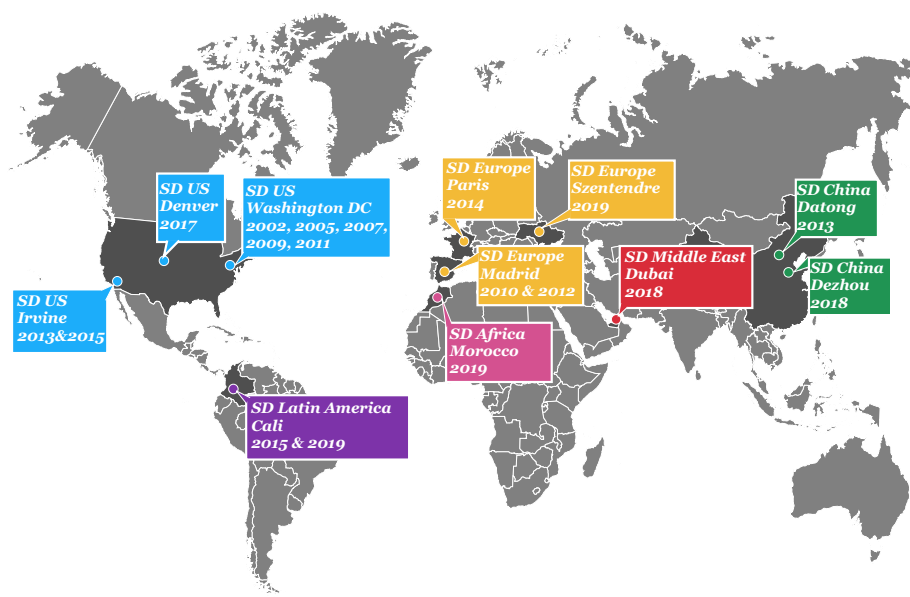 SD US
Denver
2017
SD US
Washington DC
2002, 2005, 2007,
2009, 2011
SD US
Irvine
2013&2015
SD Latin America
Cali
2015 & 2019
SD Europe
Paris
2014
SD Europe
Szentendre
2019
SD Europe
Madrid
2010 & 2012
SD Africa
Morocco
2019
SD Middle East
Dubai
2018
SD China
Datong
2013
SD China
Dezhou
2018